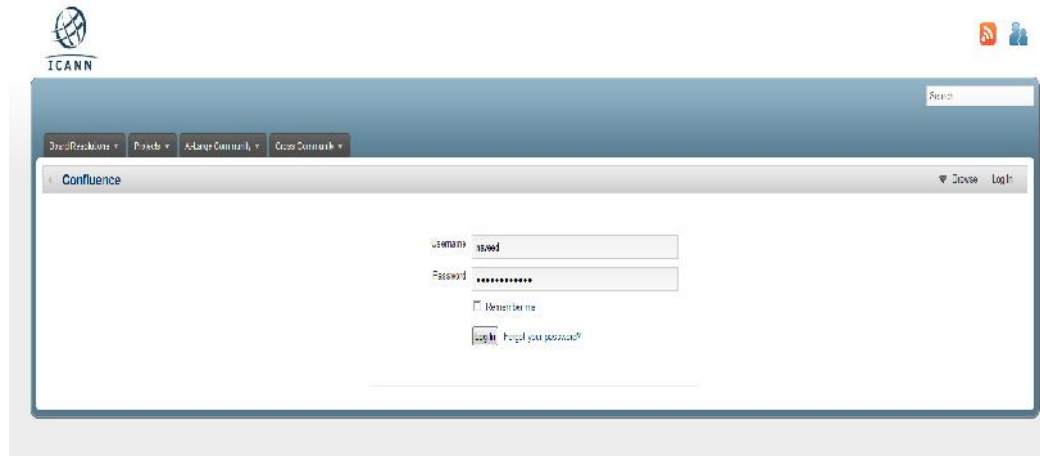 ICANN
Search
Board Resolutions
Projects
At-Large Community
Cross Community
Confluence
Browse
Log In
Username
naveed
Password
••••••••••••
Remember me
Log In
Forgot your password?